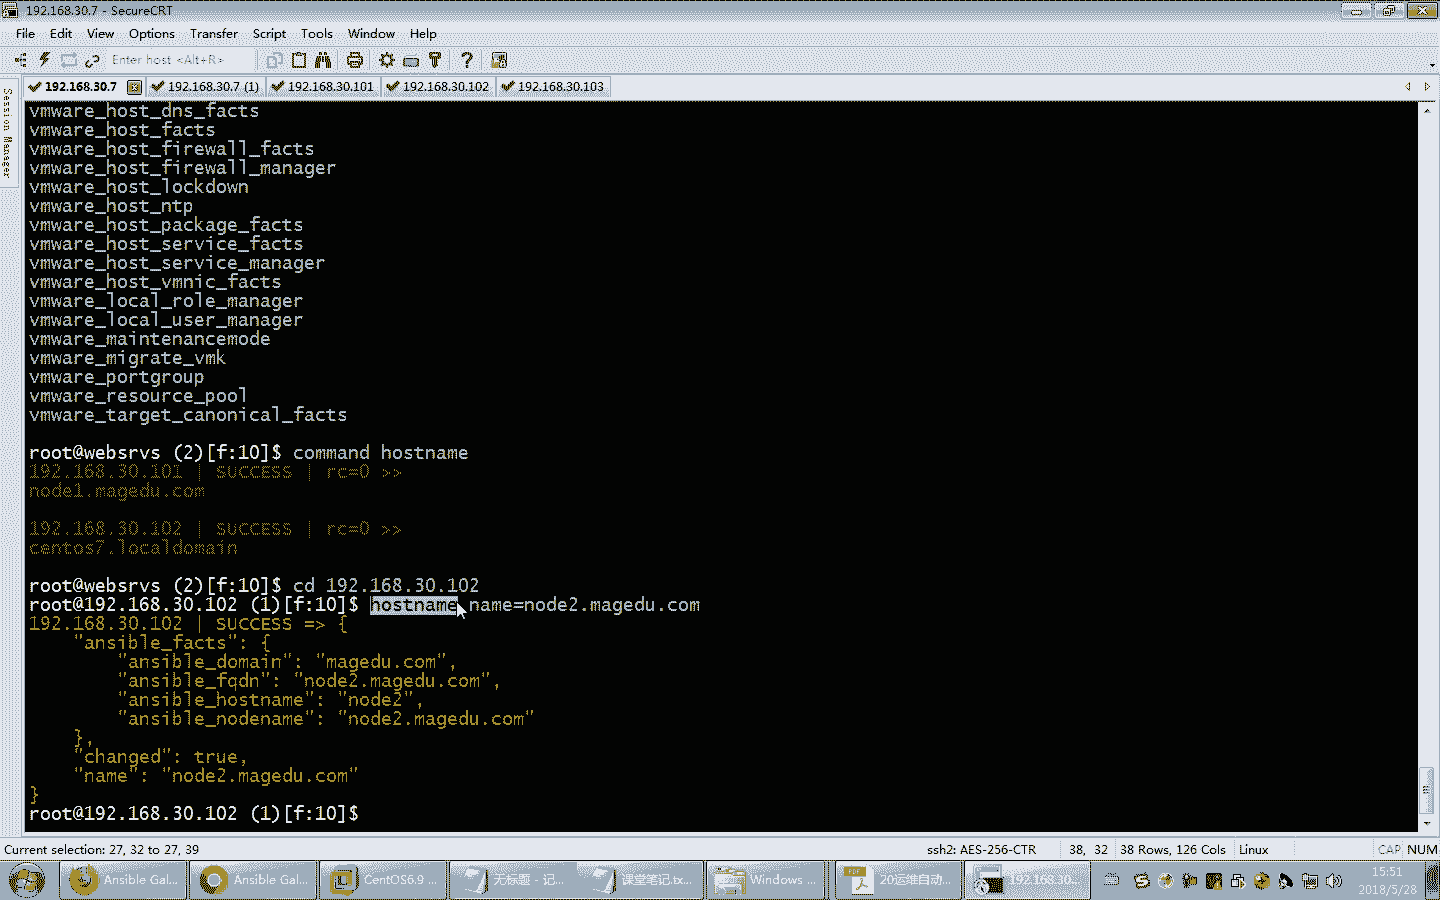 192.168.30.7 - SecureCRT
File Edit View Options Transfer Script Tools Window Help
Enter host <Alt+R>
192.168.30.7 192.168.30.7 (1) 192.168.30.101 192.168.30.102 192.168.30.103
Session Manager
vmware_host_dns_facts
vmware_host_facts
vmware_host_firewall_facts
vmware_host_firewall_manager
vmware_host_lockdown
vmware_host_ntp
vmware_host_package_facts
vmware_host_service_facts
vmware_host_service_manager
vmware_host_vmnic_facts
vmware_local_role_manager
vmware_local_user_manager
vmware_maintenancemode
vmware_migrate_vmk
vmware_portgroup
vmware_resource_pool
vmware_target_canonical_facts
root@websrvs (2)[f:10]$ command hostname
192.168.30.101 | SUCCESS | rc=0 >>
node1.magedu.com
192.168.30.102 | SUCCESS | rc=0 >>
centos7.localdomain
root@websrvs (2)[f:10]$ cd 192.168.30.102
root@192.168.30.102 (1)[f:10]$ hostname name=node2.magedu.com
192.168.30.102 | SUCCESS => {
"ansible_facts": {
"ansible_domain": "magedu.com",
"ansible_fqdn": "node2.magedu.com",
"ansible_hostname": "node2",
"ansible_nodename": "node2.magedu.com"
},
"changed": true,
"name": "node2.magedu.com"
}
root@192.168.30.102 (1)[f:10]$
Current selection: 27, 32 to 27, 39 ssh2: AES-256-CTR 38, 32 38 Rows, 126 Cols Linux CAP NUM
Ansible Gal... Ansible Gal... CentOS6.9 ... 无标题 - 记... 课堂笔记.tx... Windows ... 20运维自动... 192.168.30... 15:51
2018/5/28